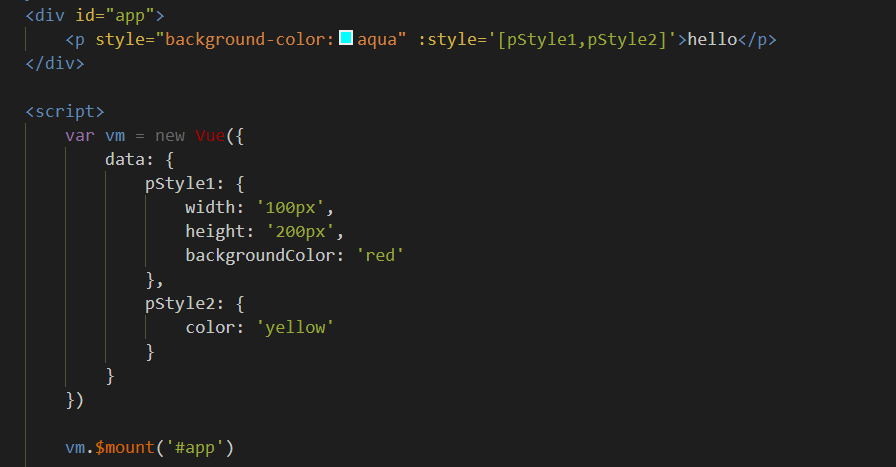 <div id="app">
<p style="background-color:aqua" :style='[pStyle1,pStyle2]'>hello</p>
</div>
<script>
var vm = new Vue({
data: {
pStyle1: {
width: '100px',
height: '200px',
backgroundColor: 'red'
},
pStyle2: {
color: 'yellow'
}
}
})
vm.$mount('#app')